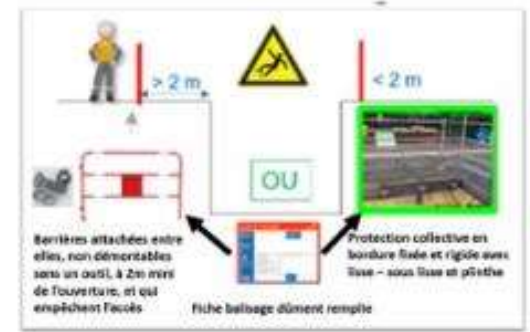 > 2 m
< 2 m
OU
Barrières attachées entre
elles, non démontables
sans un outil, à 2m mini
de l'ouverture, et qui
empêchent l'accès
Protection collective en
bordure fixée et rigide avec
lisse – sous lisse et plinthe
Fiche balisage dûment remplie